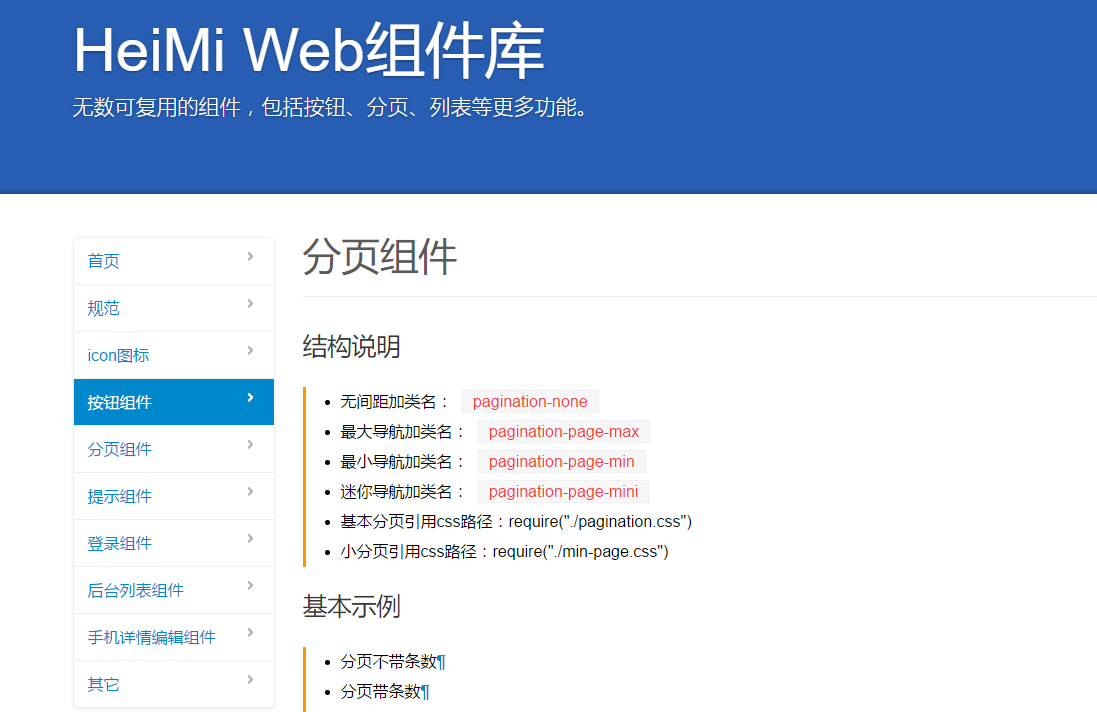 HeiMi Web组件库
无数可复用的组件，包括按钮、分页、列表等更多功能。
首页
规范
icon图标
按钮组件
分页组件
提示组件
登录组件
后台列表组件
手机详情编辑组件
其它
分页组件
结构说明
无间距加类名： pagination-none
最大导航加类名： pagination-page-max
最小导航加类名： pagination-page-min
迷你导航加类名： pagination-page-mini
基本分页引用css路径：require("./pagination.css")
小分页引用css路径：require("./min-page.css")
基本示例
分页不带条数¶
分页带条数¶